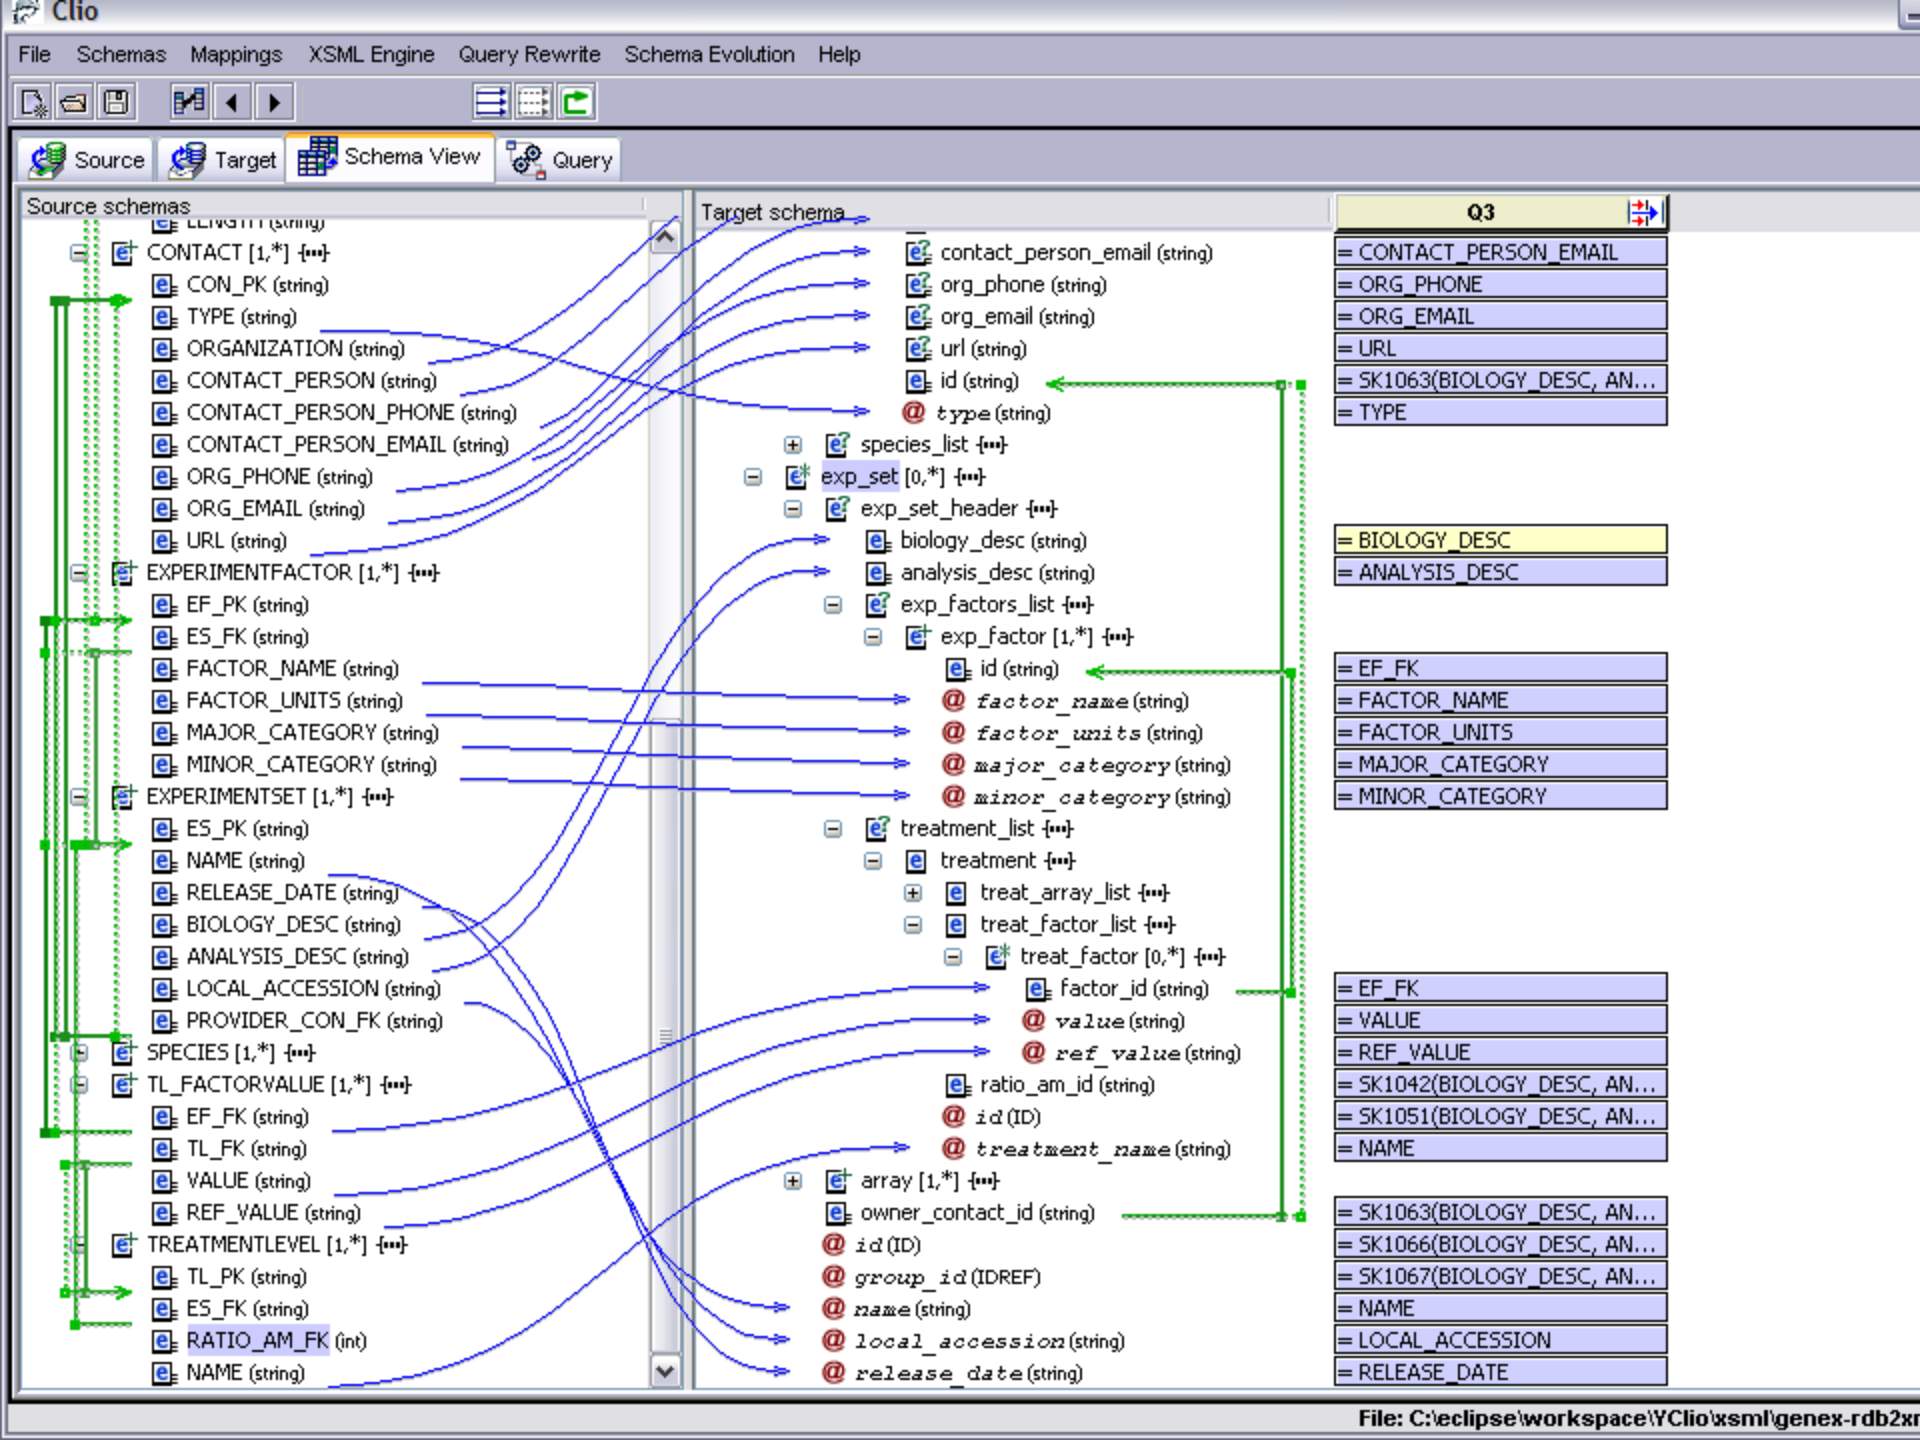 Clio
File Schemas Mappings XSML Engine Query Rewrite Schema Evolution Help
Source Target Schema View Query
Source schemas
LENGTH (string)
CONTACT [1,*] {...}
CON_PK (string)
TYPE (string)
ORGANIZATION (string)
CONTACT_PERSON (string)
CONTACT_PERSON_PHONE (string)
CONTACT_PERSON_EMAIL (string)
ORG_PHONE (string)
ORG_EMAIL (string)
URL (string)
EXPERIMENTFACTOR [1,*] {...}
EF_PK (string)
ES_FK (string)
FACTOR_NAME (string)
FACTOR_UNITS (string)
MAJOR_CATEGORY (string)
MINOR_CATEGORY (string)
EXPERIMENTSET [1,*] {...}
ES_PK (string)
NAME (string)
RELEASE_DATE (string)
BIOLOGY_DESC (string)
ANALYSIS_DESC (string)
LOCAL_ACCESSION (string)
PROVIDER_CON_FK (string)
SPECIES [1,*] {...}
TL_FACTORVALUE [1,*] {...}
EF_FK (string)
TL_FK (string)
VALUE (string)
REF_VALUE (string)
TREATMENTLEVEL [1,*] {...}
TL_PK (string)
ES_FK (string)
RATIO_AM_FK (int)
NAME (string)
Target schema
contact_person_email (string)
org_phone (string)
org_email (string)
url (string)
id (string)
@ type (string)
species_list {...}
exp_set [0,*] {...}
exp_set_header {...}
biology_desc (string)
analysis_desc (string)
exp_factors_list {...}
exp_factor [1,*] {...}
id (string)
@ factor_name (string)
@ factor_units (string)
@ major_category (string)
@ minor_category (string)
treatment_list {...}
treatment {...}
treat_array_list {...}
treat_factor_list {...}
treat_factor [0,*] {...}
factor_id (string)
@ value (string)
@ ref_value (string)
ratio_am_id (string)
@ id (ID)
@ treatment_name (string)
array [1,*] {...}
owner_contact_id (string)
@ id (ID)
@ group_id (IDREF)
@ name (string)
@ local_accession (string)
@ release_date (string)
Q3
= CONTACT_PERSON_EMAIL
= ORG_PHONE
= ORG_EMAIL
= URL
= SK1063(BIOLOGY_DESC, AN...
= TYPE
= BIOLOGY_DESC
= ANALYSIS_DESC
= EF_FK
= FACTOR_NAME
= FACTOR_UNITS
= MAJOR_CATEGORY
= MINOR_CATEGORY
= EF_FK
= VALUE
= REF_VALUE
= SK1042(BIOLOGY_DESC, AN...
= SK1051(BIOLOGY_DESC, AN...
= NAME
= SK1063(BIOLOGY_DESC, AN...
= SK1066(BIOLOGY_DESC, AN...
= SK1067(BIOLOGY_DESC, AN...
= NAME
= LOCAL_ACCESSION
= RELEASE_DATE
File: C:\eclipse\workspace\YClio\xsml\genex-rdb2xr